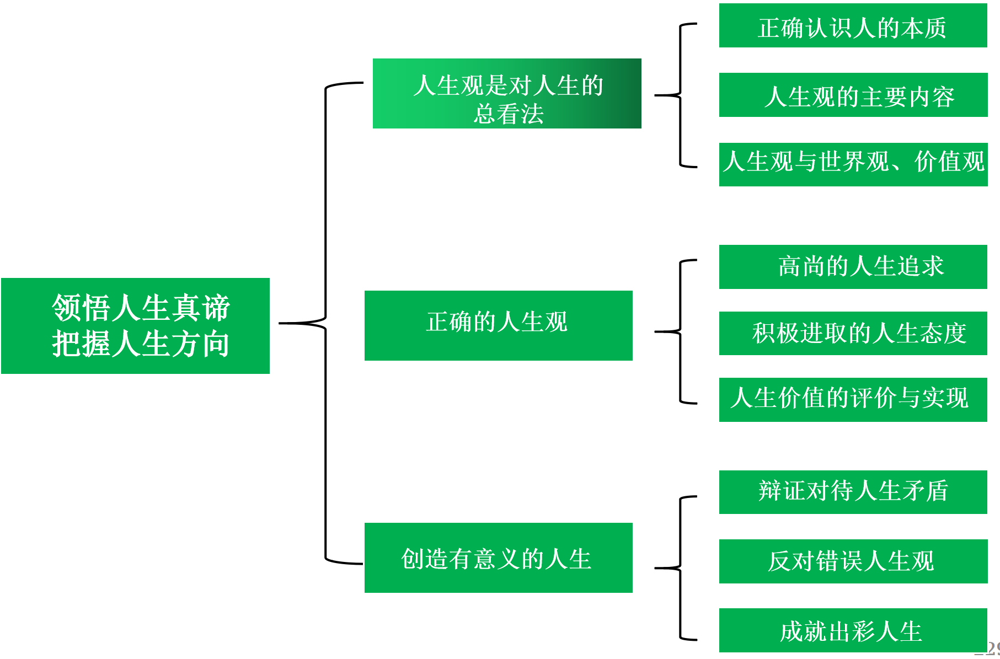 领悟人生真谛
把握人生方向
人生观是对人生的
总看法
正确认识人的本质
人生观的主要内容
人生观与世界观、价值观
正确的人生观
高尚的人生追求
积极进取的人生态度
人生价值的评价与实现
创造有意义的人生
辩证对待人生矛盾
反对错误人生观
成就出彩人生